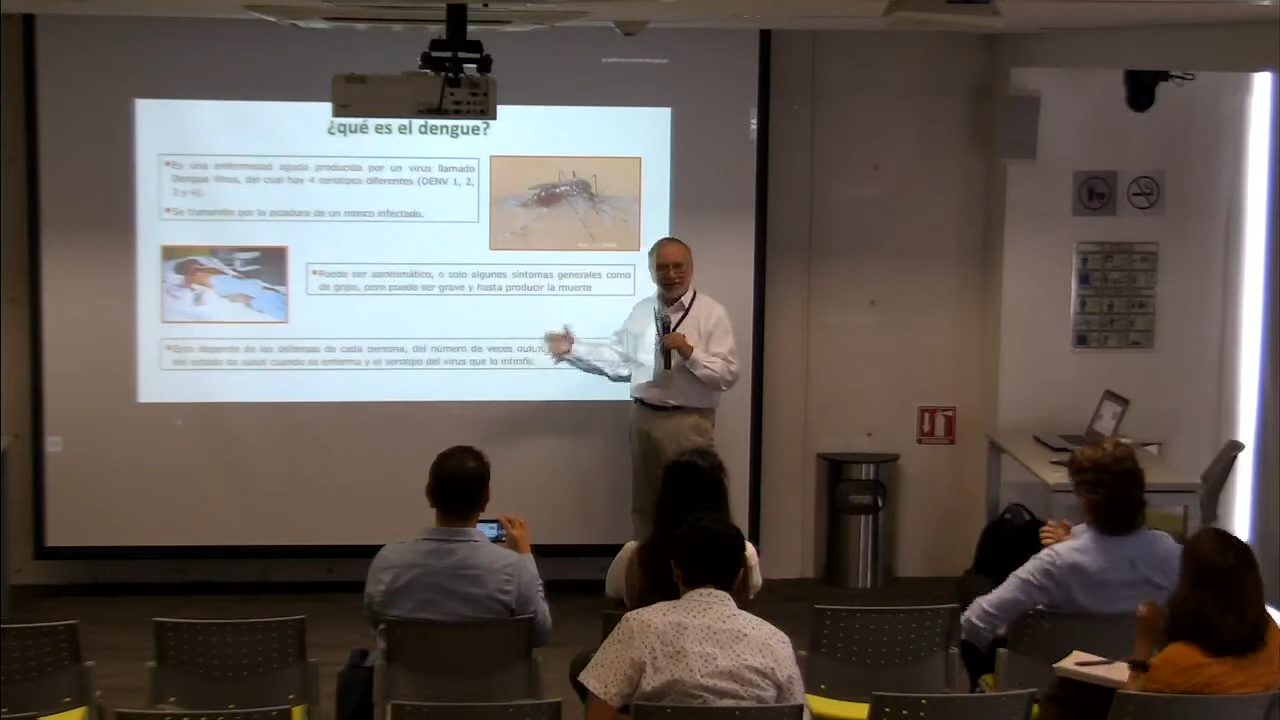 ¿qué es el dengue?
*Es una enfermedad aguda producida por un virus llamado
Dengue Virus, del cual hay 4 serotipos diferentes (DENV 1, 2,
3 y 4).
*Se transmite por la picadura de un mosco infectado.
*Puede ser asintomático, o solo algunos síntomas generales como
de gripe, pero puede ser grave y hasta producir la muerte
*Esto depende de las defensas de cada persona, del número de veces
del estado de salud cuando se enferma y el serotipo del virus que lo